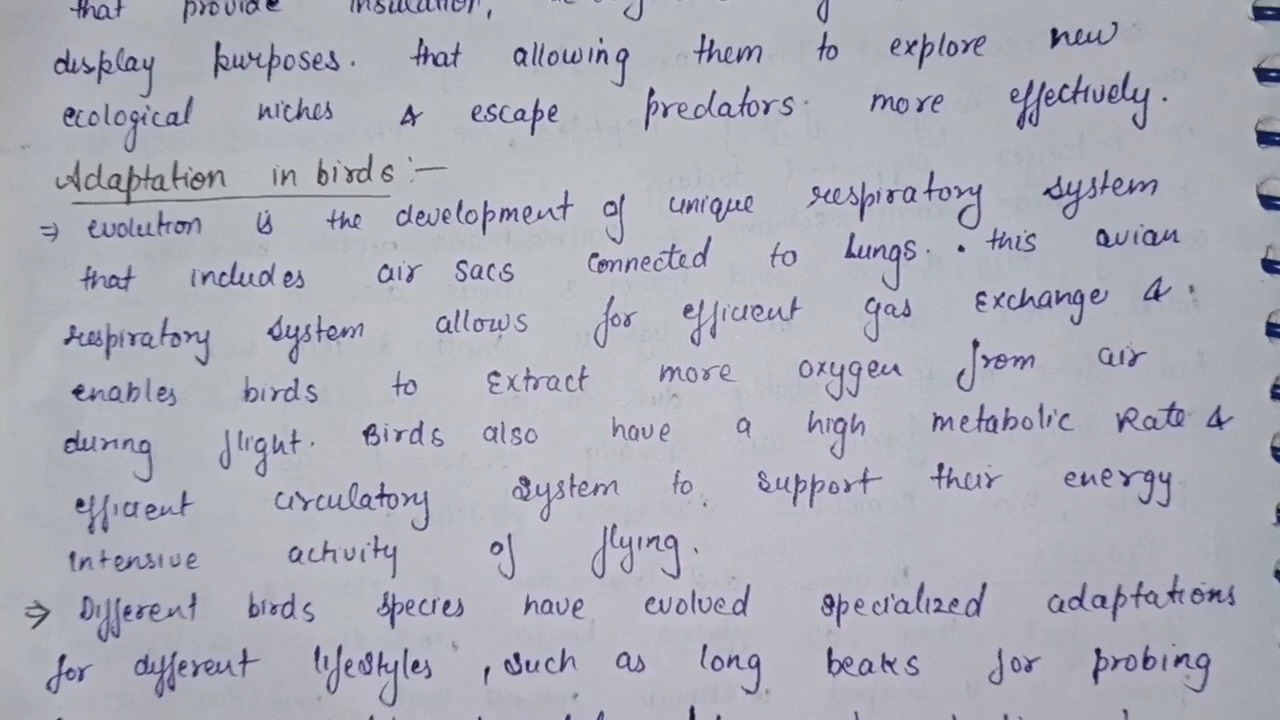 that provide insulation,
display purposes. that allowing them to explore new
ecological niches & escape predators. more effectively.
Adaptation in birds :-
⇒ evolution is the development of unique respiratory system
that includes air sacs connected to lungs. . this avian
respiratory system allows for efficient gas exchange & .
enables birds to extract more oxygen from air
during flight. Birds also have a high metabolic Rate &
efficient circulatory system to. support their energy
Intensive activity of flying.
⇒ Different birds species have evolved specialized adaptations
for different lifestyles , such as long beaks for probing